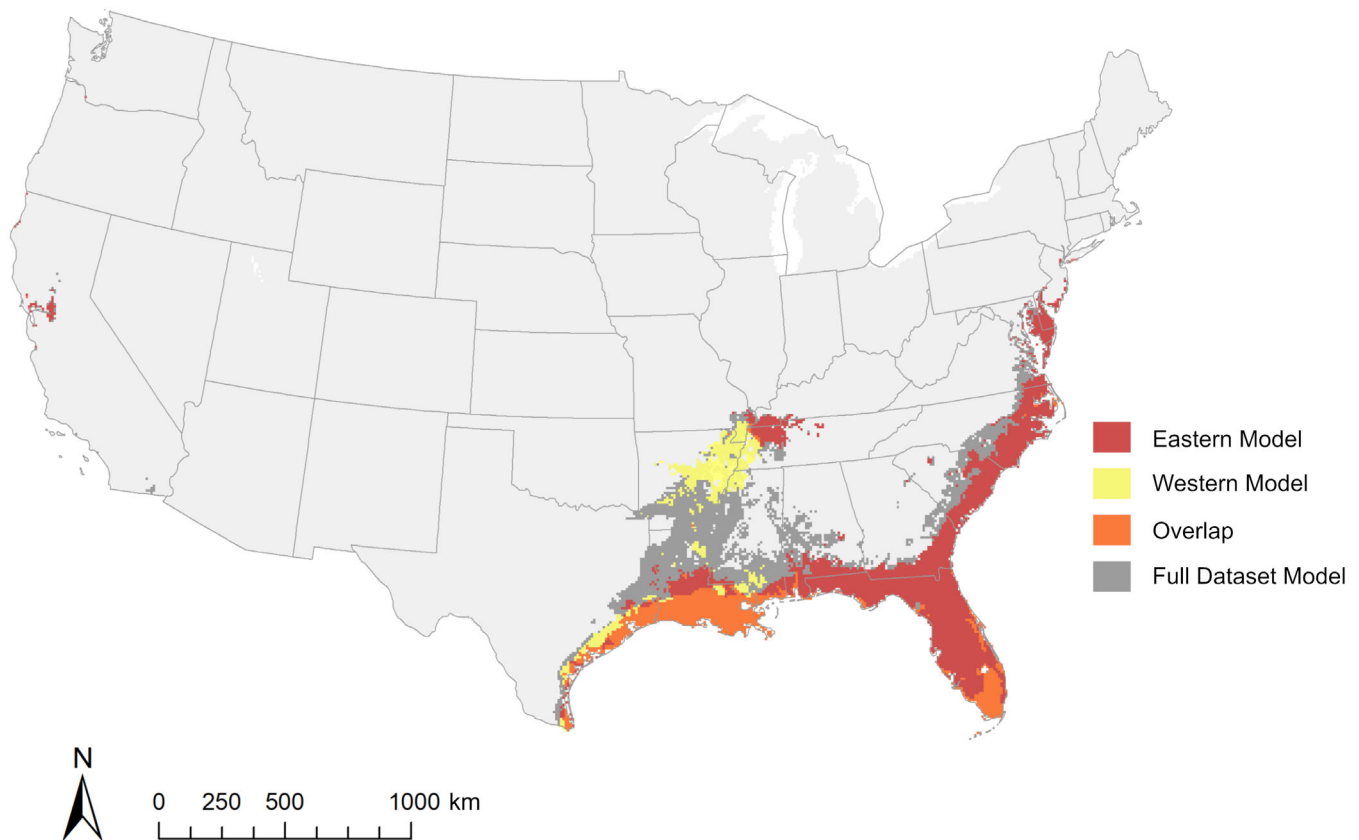 Eastern Model
Western Model
Overlap
Full Dataset Model
N
0 250 500 1000 km